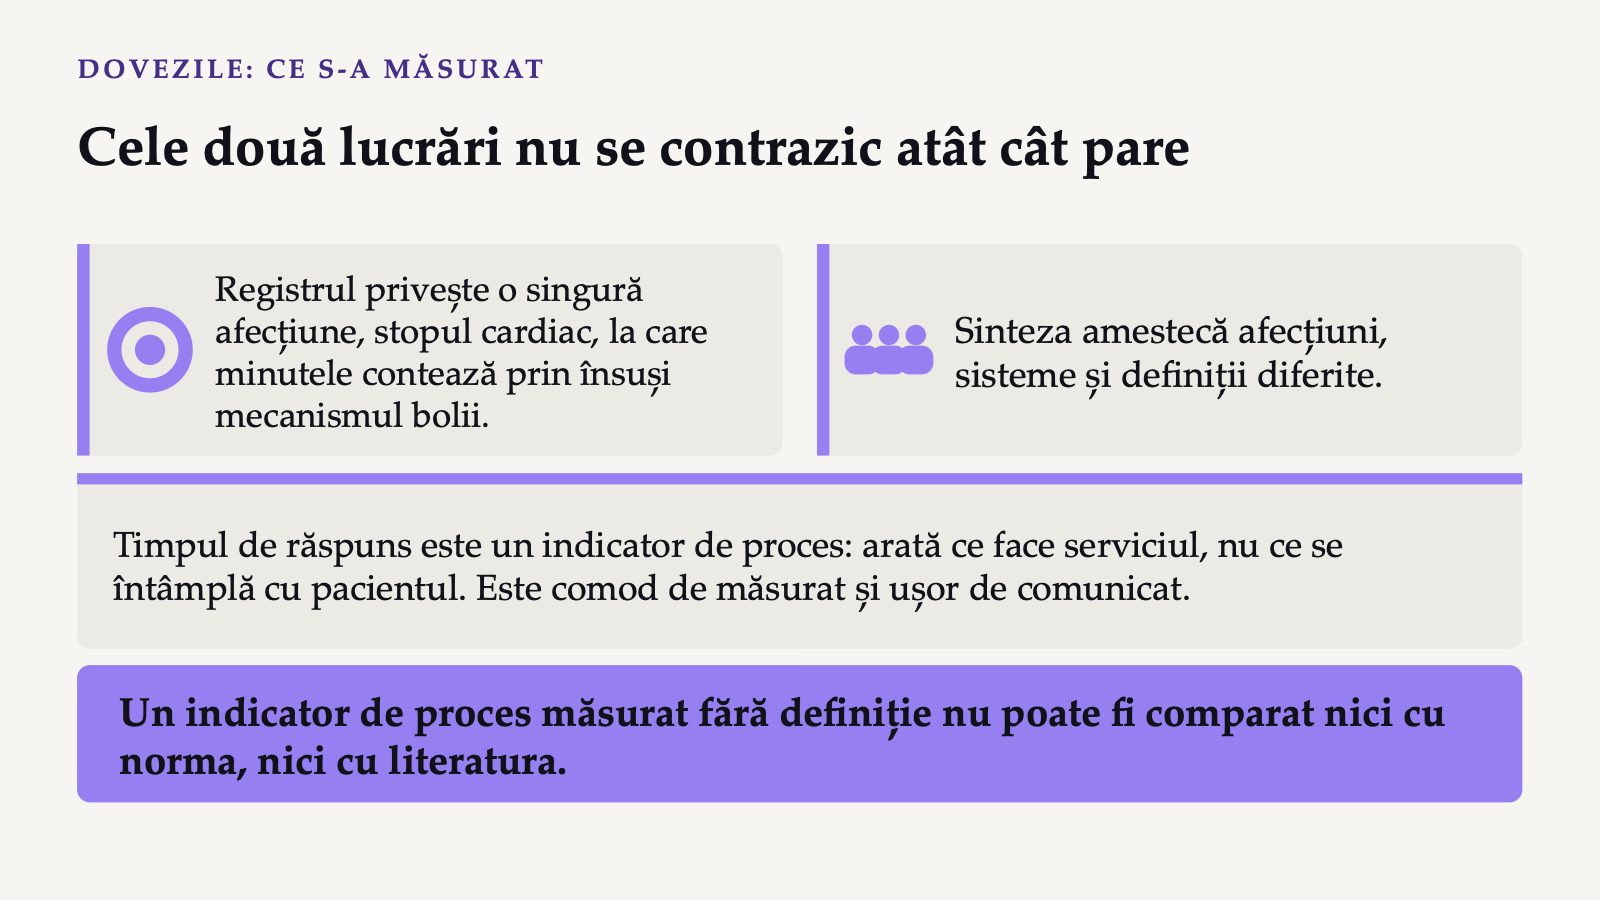 DOVEZILE: CE S-A MĂSURAT
Cele două lucrări nu se contrazic atât cât pare
Registrul privește o singură
afecțiune, stopul cardiac, la care
minutele contează prin însuși
mecanismul bolii.
Sinteza amestecă afecțiuni,
sisteme și definiții diferite.
Timpul de răspuns este un indicator de proces: arată ce face serviciul, nu ce se
întâmplă cu pacientul. Este comod de măsurat și ușor de comunicat.
Un indicator de proces măsurat fără definiție nu poate fi comparat nici cu
norma, nici cu literatura.